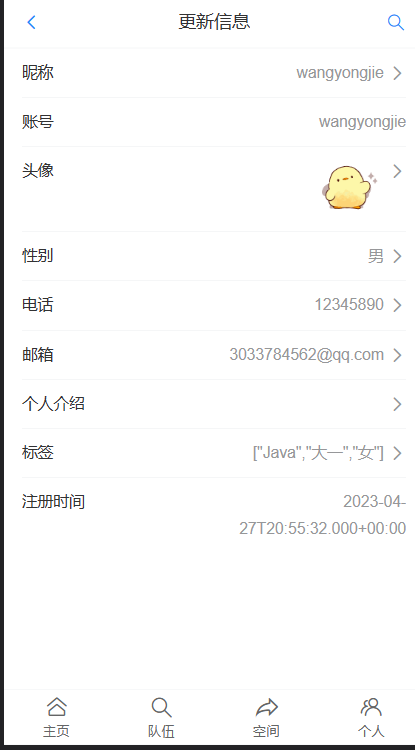 更新信息
昵称 wangyongjie
账号 wangyongjie
头像
性别 男
电话 12345890
邮箱 3033784562@qq.com
个人介绍
标签 ["Java","大一","女"]
注册时间 2023-04-
27T20:55:32.000+00:00
主页 队伍 空间 个人